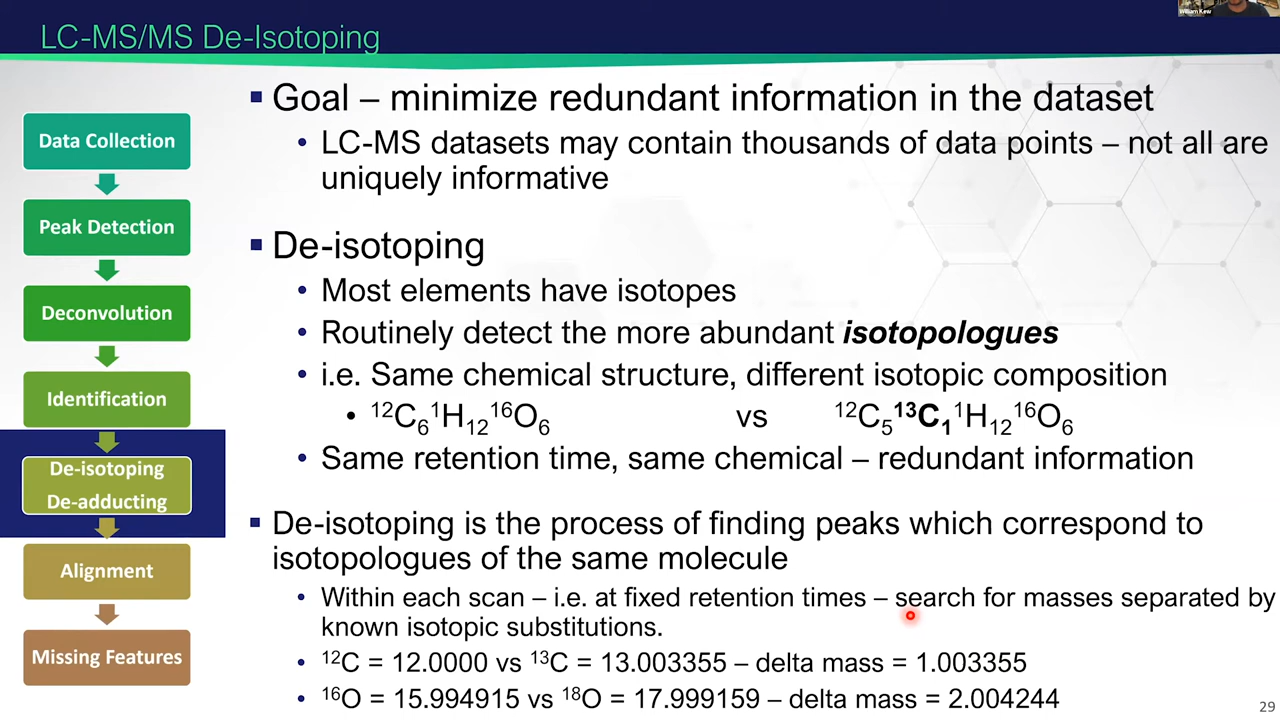 William Kew
LC-MS/MS De-Isotoping
Data Collection
Peak Detection
Deconvolution
Identification
De-isotoping
De-adducting
Alignment
Missing Features
▪ Goal – minimize redundant information in the dataset
• LC-MS datasets may contain thousands of data points – not all are
uniquely informative
▪ De-isotoping
• Most elements have isotopes
• Routinely detect the more abundant isotopologues
• i.e. Same chemical structure, different isotopic composition
• ¹²C₆¹H₁₂¹⁶O₆ vs ¹²C₅¹³C₁¹H₁₂¹⁶O₆
• Same retention time, same chemical – redundant information
▪ De-isotoping is the process of finding peaks which correspond to
isotopologues of the same molecule
• Within each scan – i.e. at fixed retention times – search for masses separated by
known isotopic substitutions.
• ¹²C = 12.0000 vs ¹³C = 13.003355 – delta mass = 1.003355
• ¹⁶O = 15.994915 vs ¹⁸O = 17.999159 – delta mass = 2.004244
29